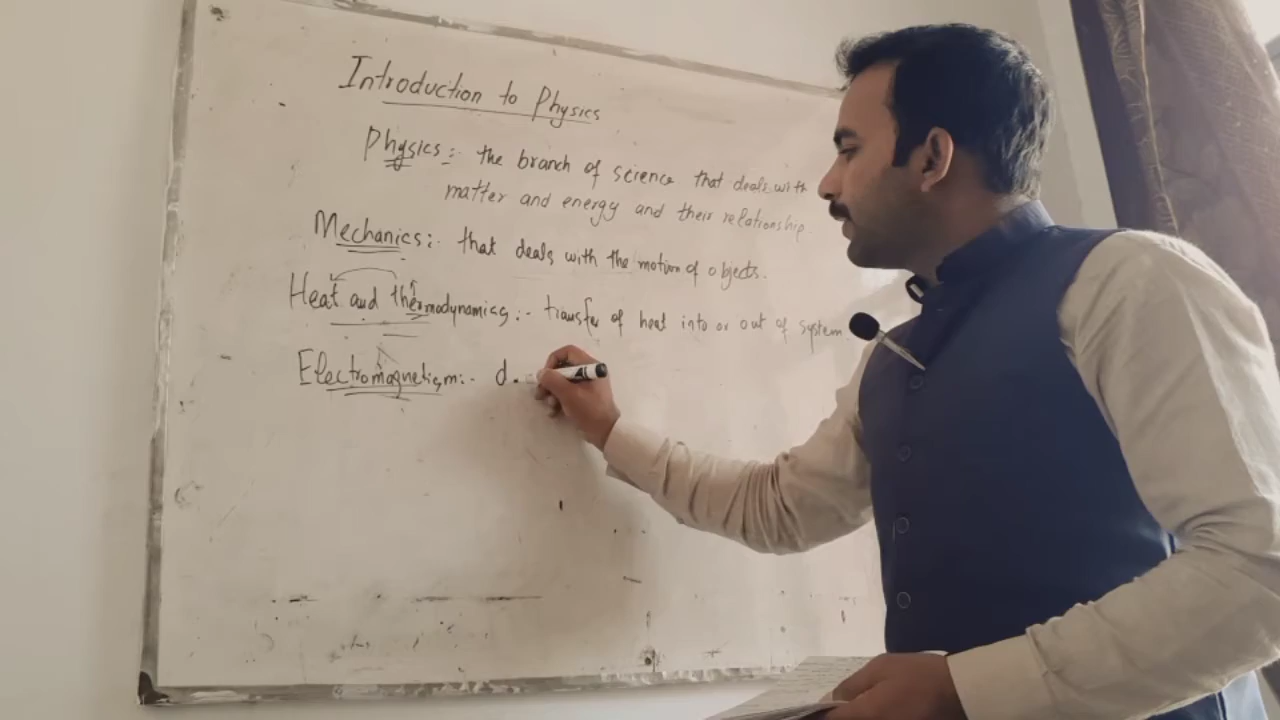 Introduction to Physics
Physics:- the branch of science that deals with
matter and energy and their relationship.
Mechanics:- that deals with the motion of objects.
Heat and thermodynamics:- transfer of heat into or out of system
Electromagnetism:- d